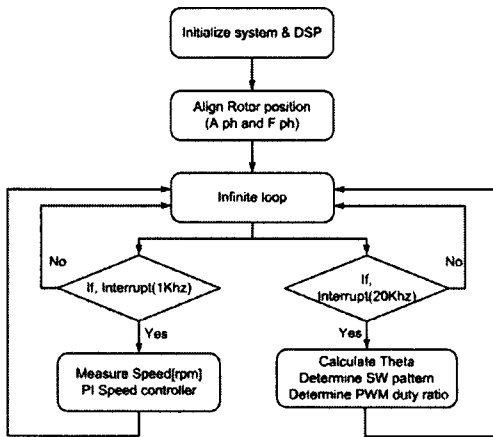 Initialize system & DSP
Align Rotor position
(A ph and F ph)
Infinite loop
No
If, Interrupt(1Khz)
Yes
Measure Speed[rpm]
PI Speed controller
If,
Interrupt(20Khz)
No
Yes
Calculate Theta
Determine SW pattern
Determine PWM duty ratio